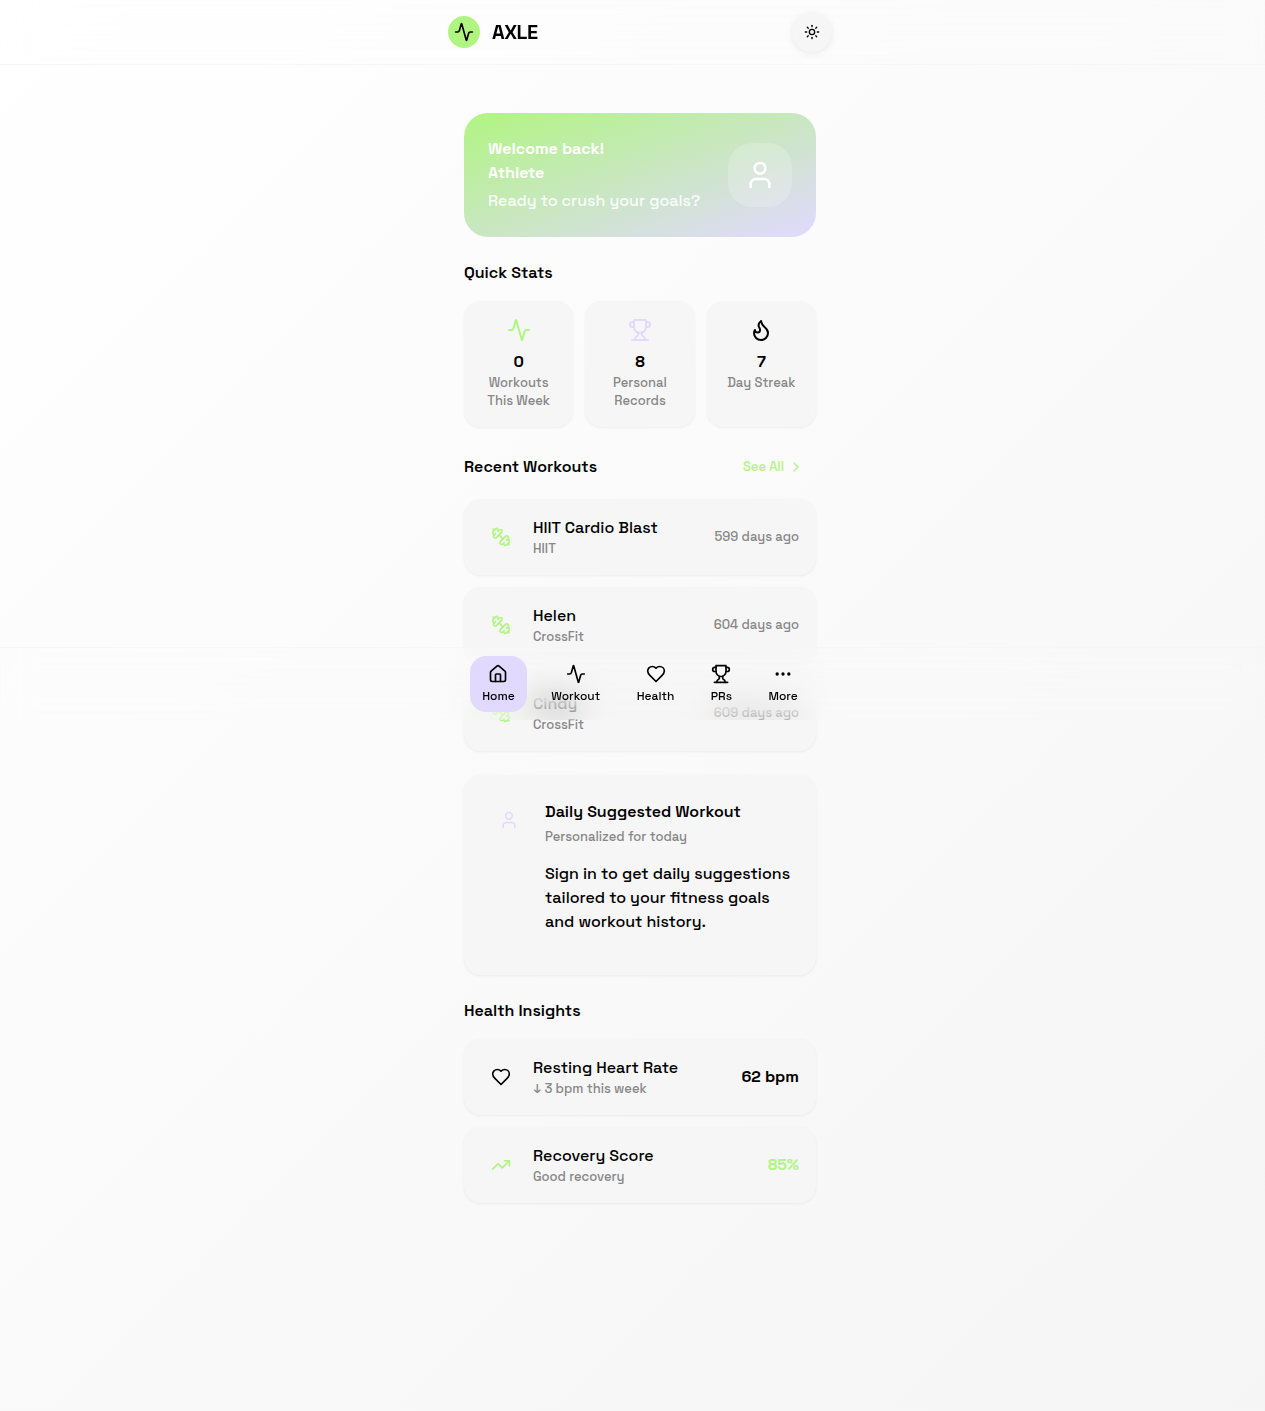 AXLE
Welcome back!
Athlete
Ready to crush your goals?
Quick Stats
0
Workouts
This Week
8
Personal
Records
7
Day Streak
Recent Workouts
See All
HIIT Cardio Blast
HIIT
599 days ago
Helen
CrossFit
604 days ago
Home
Workout
Health
PRs
More
Cindy
CrossFit
609 days ago
Daily Suggested Workout
Personalized for today
Sign in to get daily suggestions
tailored to your fitness goals
and workout history.
Health Insights
Resting Heart Rate
↓ 3 bpm this week
62 bpm
Recovery Score
Good recovery
85%